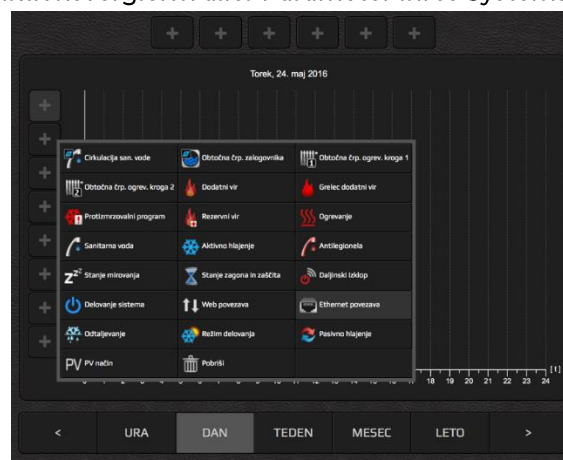 Torek, 24. maj 2016
Cirkulacija san. vode
Obtočna črp. zalogovnika
Obtočna črp. ogrev. kroga 1
Obtočna črp. ogrev. kroga 2
Dodatni vir
Grelec dodatni vir
Protizmrzovalni program
Rezervni vir
Ogrevanje
Sanitarna voda
Aktivno hlajenje
Antilegionela
Stanje mirovanja
Stanje zagona in zaščita
Daljinski izklop
Delovanje sistema
Web povezava
Ethernet povezava
Odtaljevanje
Režim delovanja
Pasivno hlajenje
PV PV način
Pobriši
[t]
18 19 20 21 22 23 24
< URA DAN TEDEN MESEC LETO >